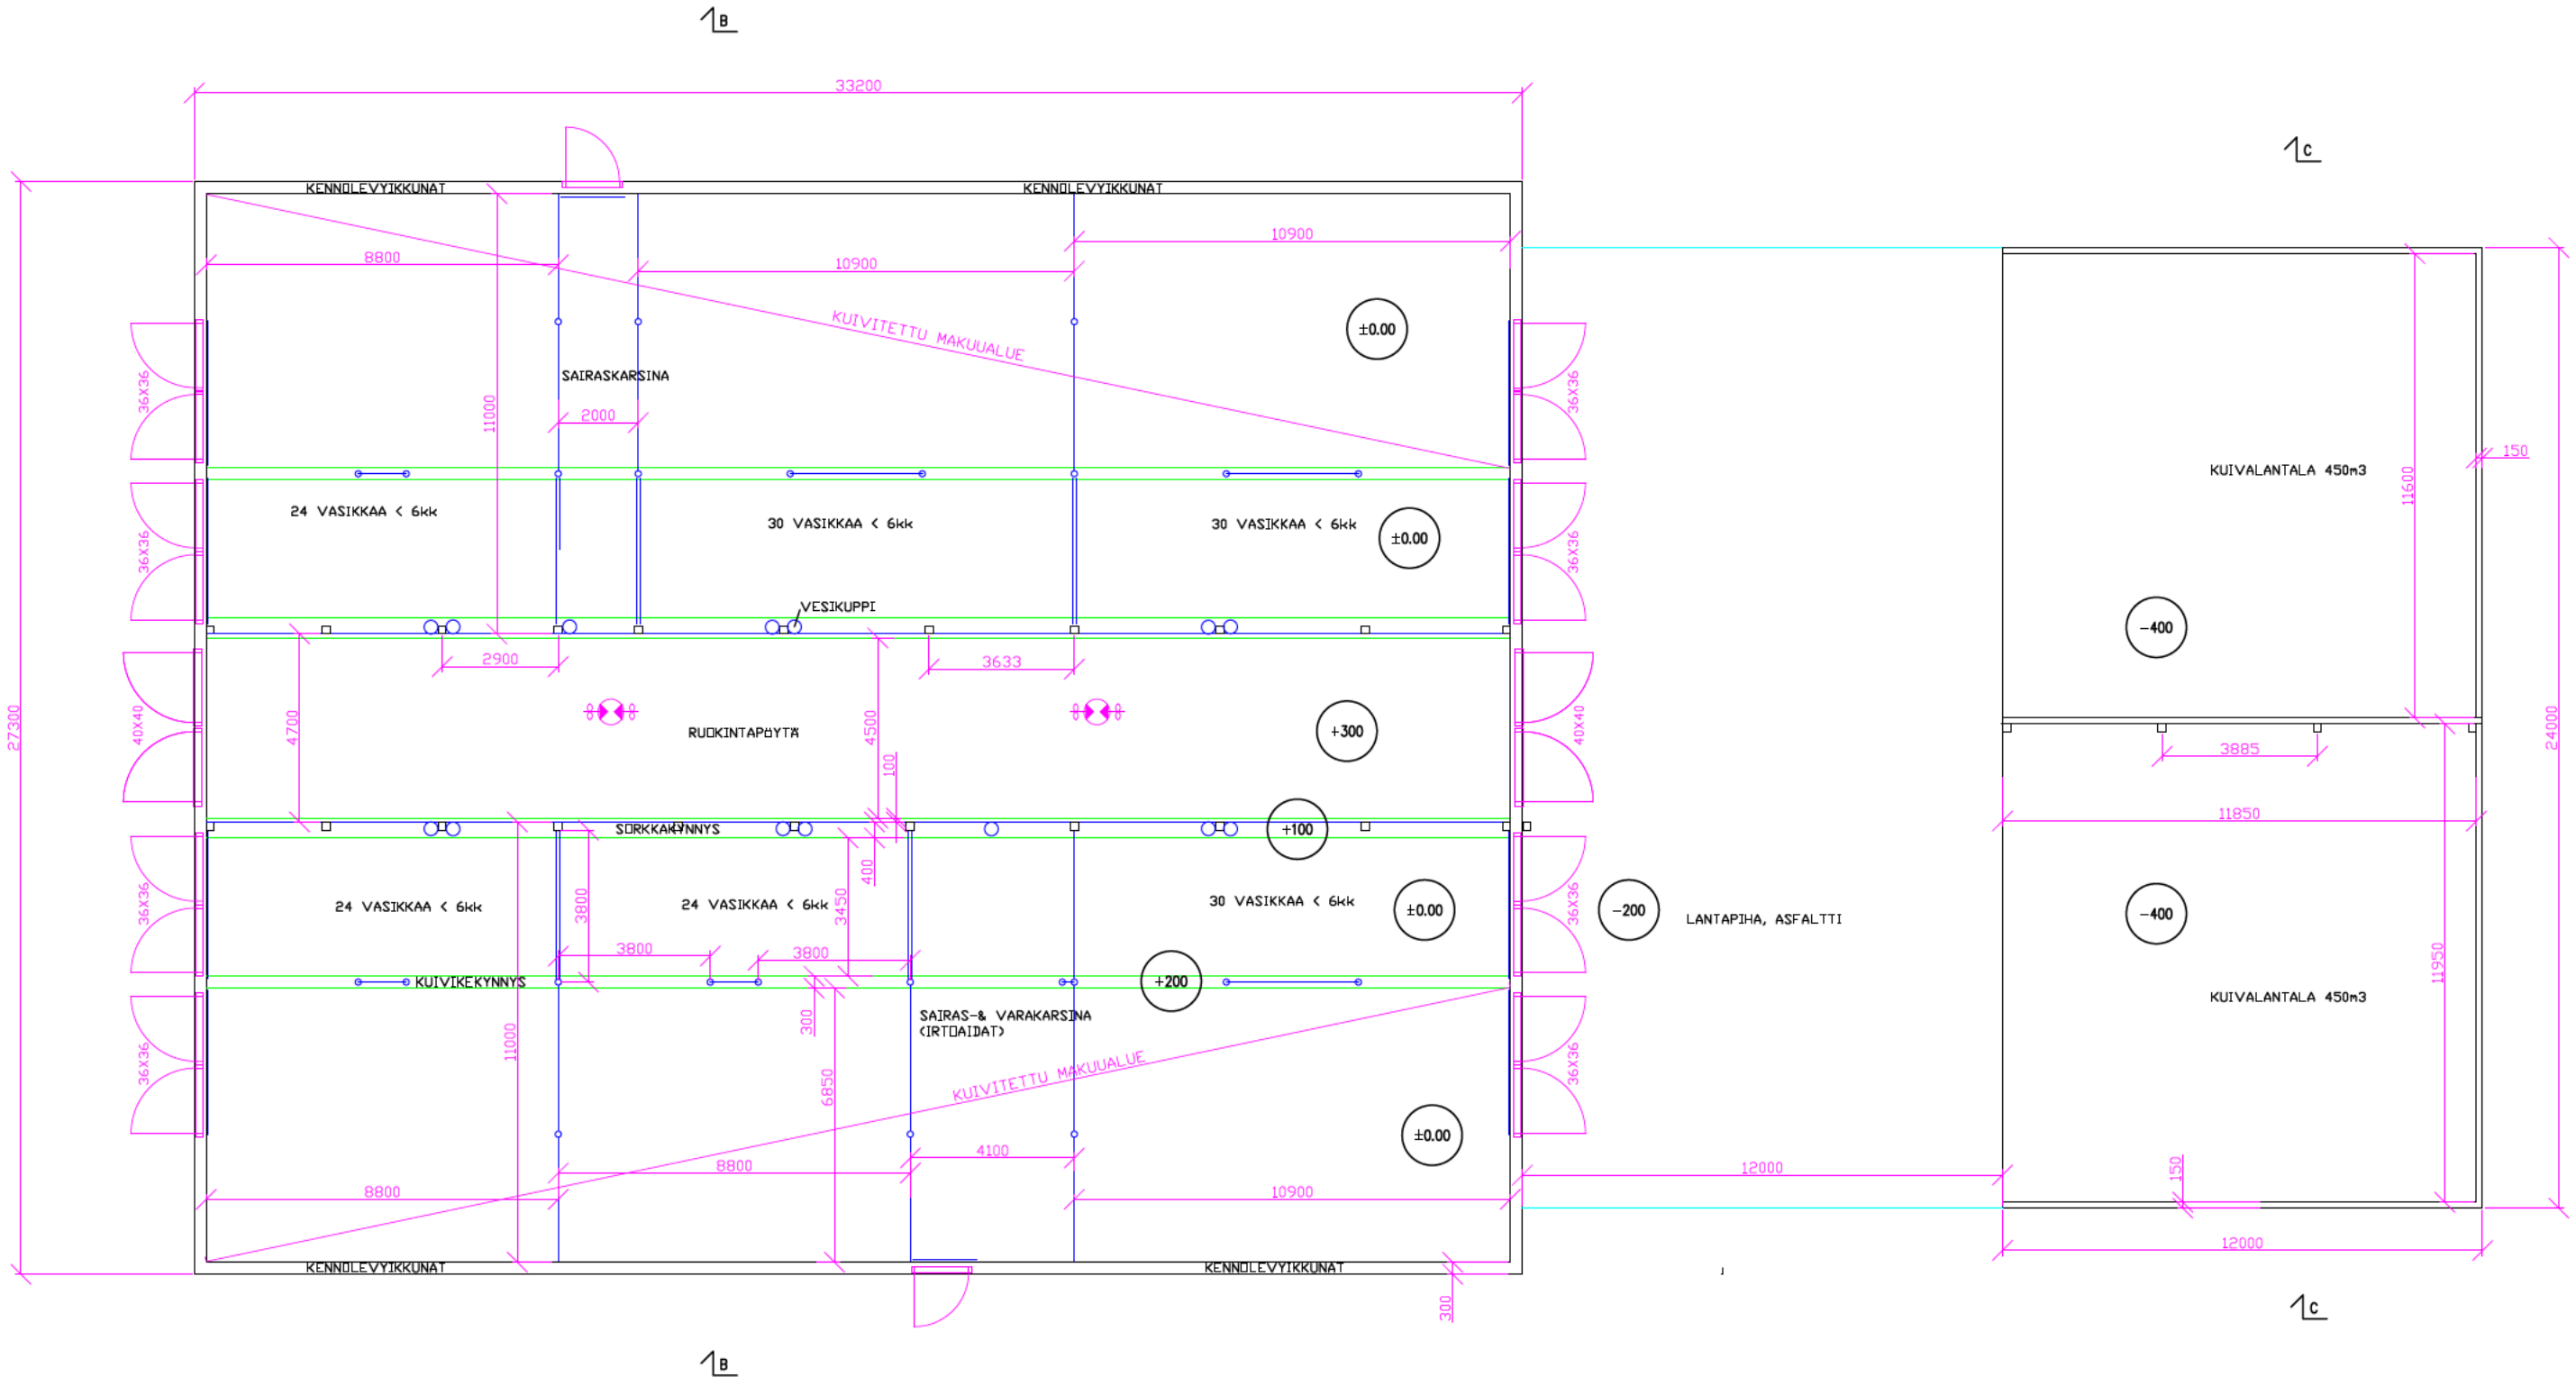 B
33200
C
KENNOLEVYIKKUNAT
KENNOLEVYIKKUNAT
10900
8800
10900
KUIVITETTU MAKUUALUE
±0.00
36X36
SAIRASKARSINA
36X36
11000
2000
150
KUIVALANTALA 450m3
11600
24 VASIKKAA < 6kk
30 VASIKKAA < 6kk
30 VASIKKAA < 6kk
±0.00
36X36
36X36
VESIKUPPI
-400
2900
3633
27300
40X40
4700
RUOKINTAPÖYTÄ
4500
+300
40X40
24000
100
3885
SORKKAKYNNYS
+100
11850
400
36X36
24 VASIKKAA < 6kk
3800
24 VASIKKAA < 6kk
3450
30 VASIKKAA < 6kk
±0.00
36X36
-200
LANTAPIHA, ASFALTTI
-400
3800
3800
11950
KUIVIKEKYNNYS
+200
KUIVALANTALA 450m3
300
SAIRAS-& VARAKARSINA
(IRTOAIDAT)
11000
36X36
6850
KUIVITETTU MAKUUALUE
36X36
±0.00
4100
8800
12000
150
8800
10900
12000
KENNOLEVYIKKUNAT
KENNOLEVYIKKUNAT
300
C
B